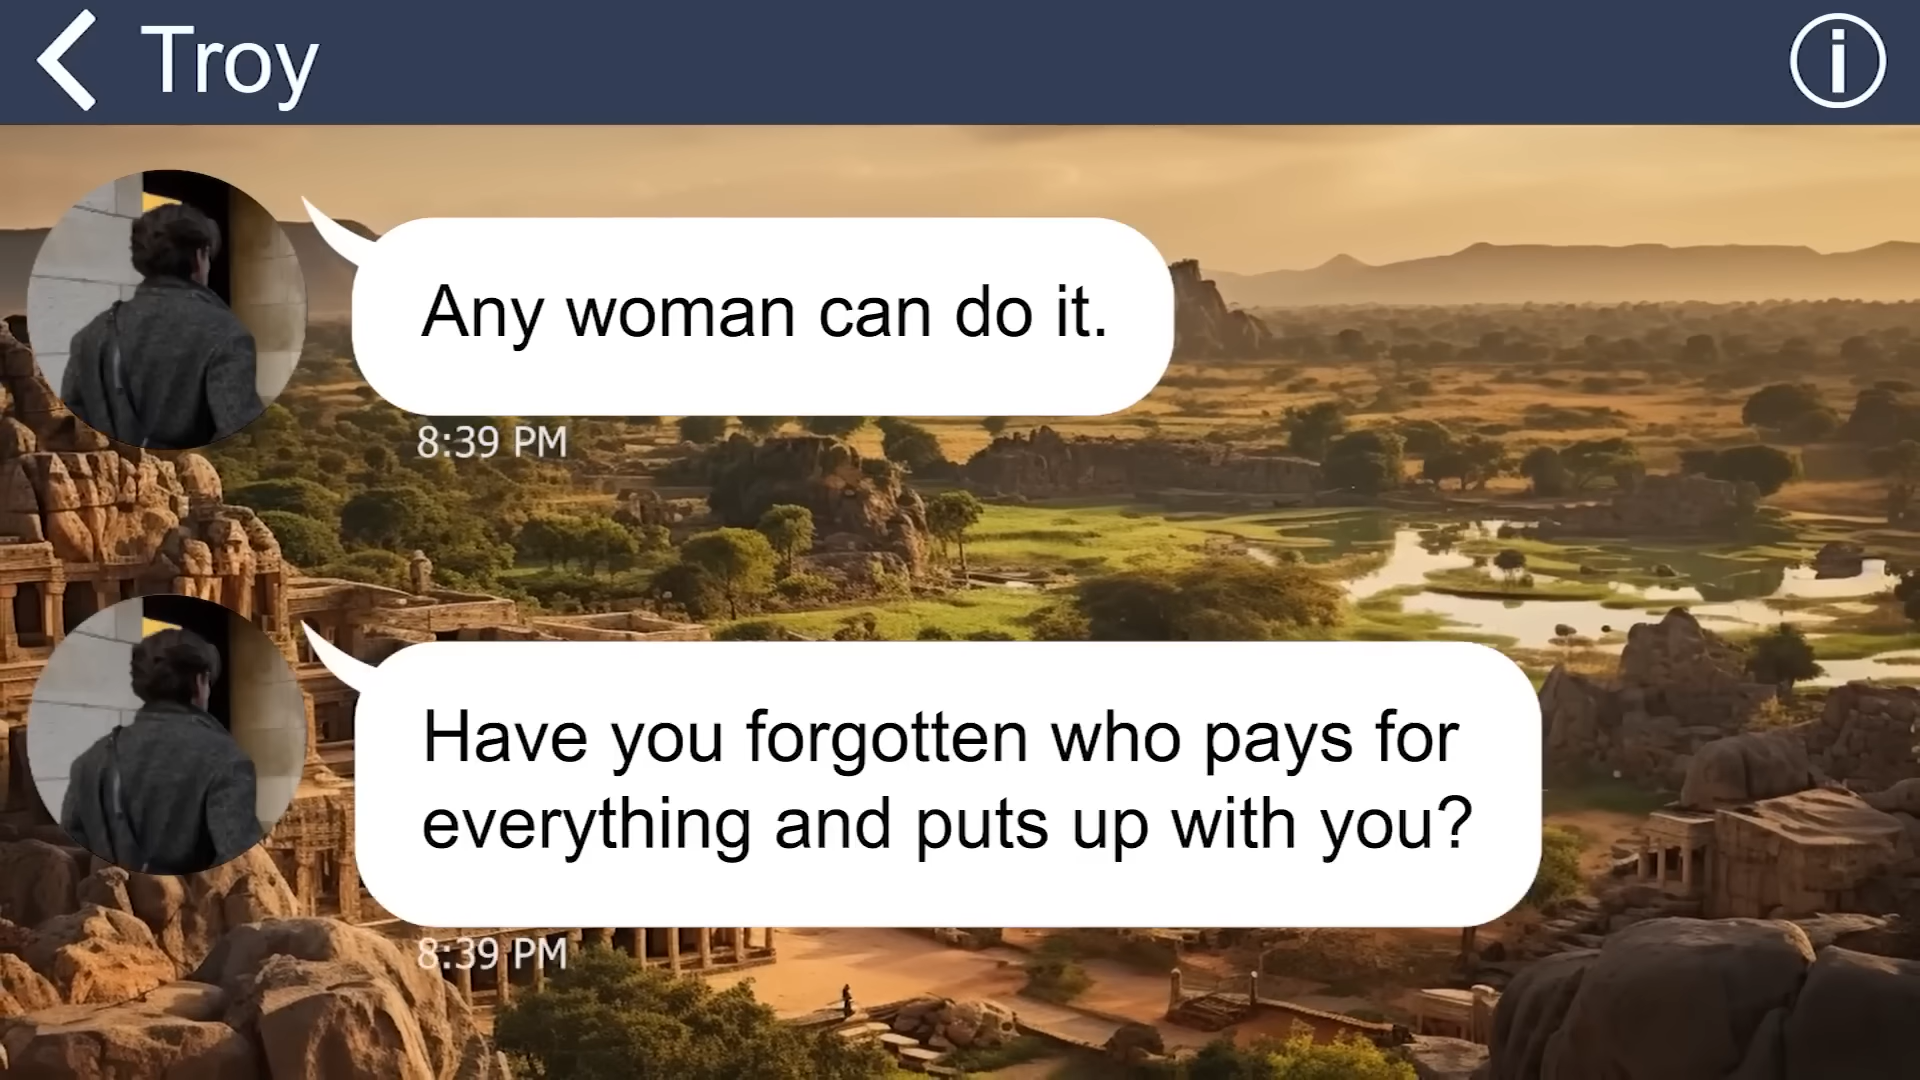 Troy
Any woman can do it.
8:39 PM
Have you forgotten who pays for
everything and puts up with you?
8:39 PM